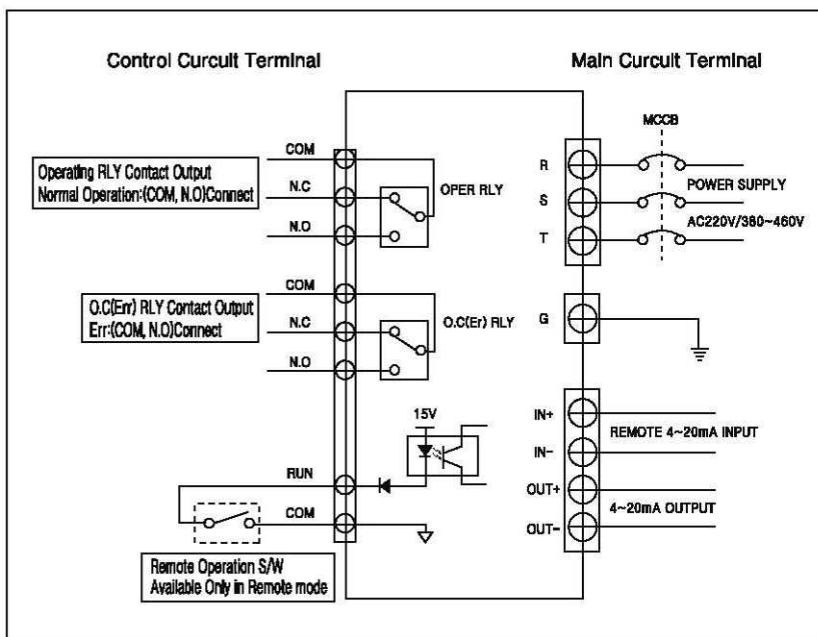 Control Curcuit Terminal
Main Curcuit Terminal
COM
Operating RLY Contact Output
Normal Operation:(COM, N.O)Connect
N.C
OPER RLY
N.O
COM
O.C(Err) RLY Contact Output
Err:(COM, N.O)Connect
N.C
O.C(Er) RLY
N.O
15V
RUN
COM
Remote Operation S/W
Available Only in Remote mode
MCCB
R
S
T
POWER SUPPLY
AC220V/380~460V
G
IN+
REMOTE 4~20mA INPUT
IN-
OUT+
4~20mA OUTPUT
OUT-